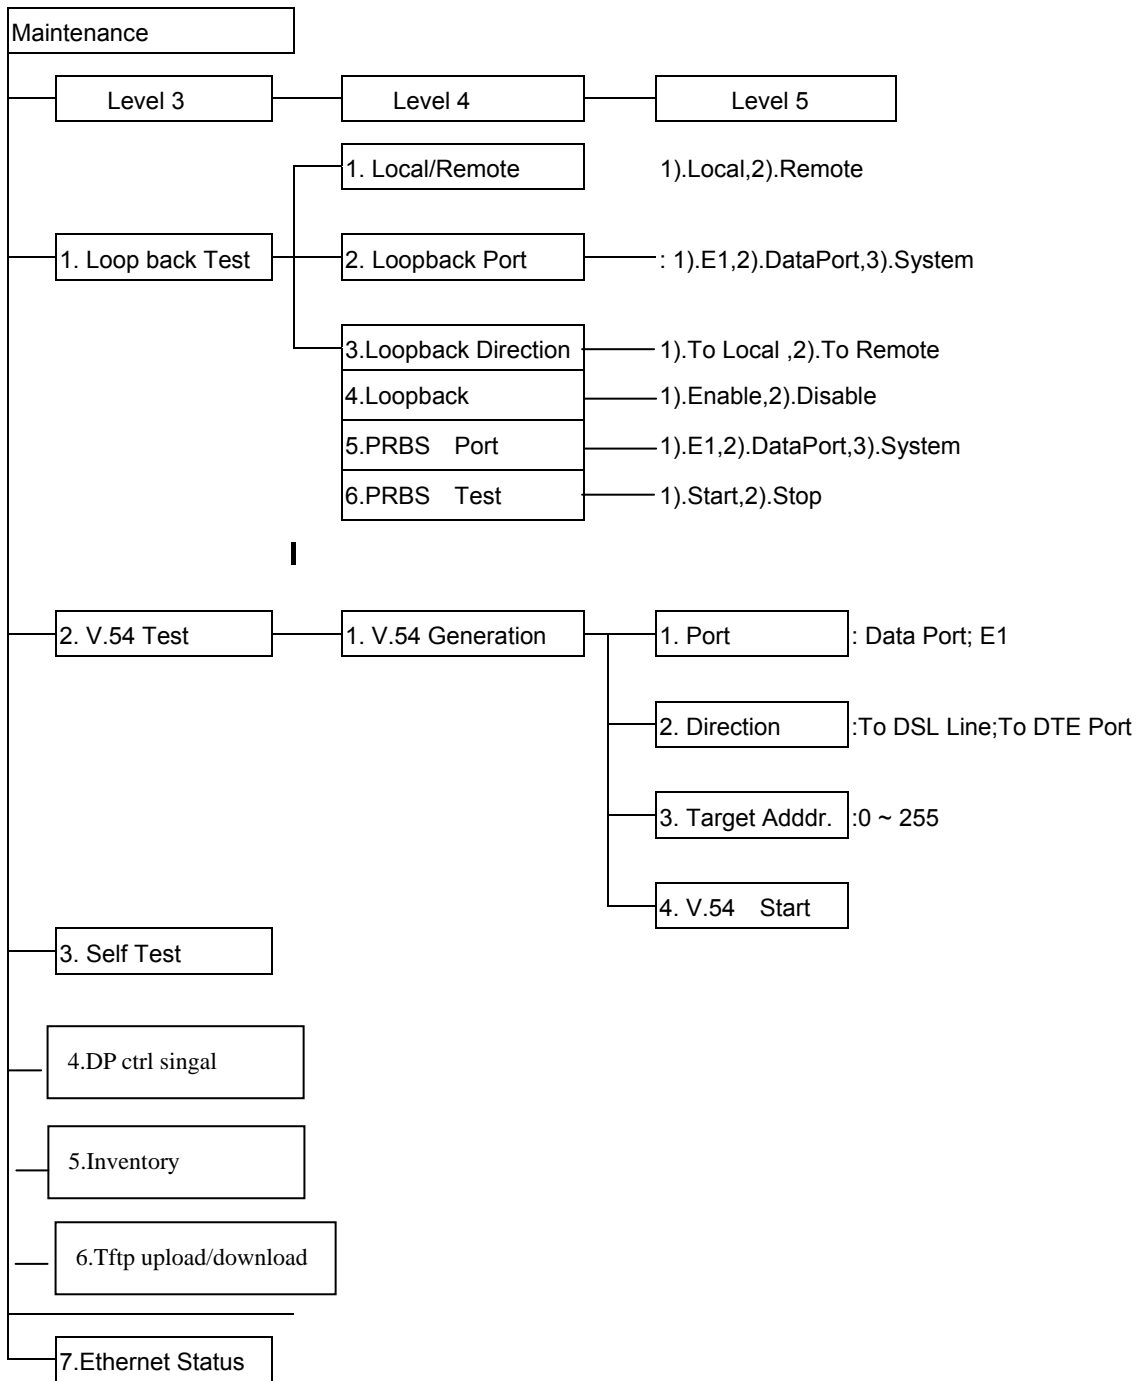 Maintenance
Level 3 Level 4 Level 5
1. Local/Remote 1).Local,2).Remote
1. Loop back Test 2. Loopback Port : 1).E1,2).DataPort,3).System
3.Loopback Direction 1).To Local ,2).To Remote
4.Loopback 1).Enable,2).Disable
5.PRBS Port 1).E1,2).DataPort,3).System
6.PRBS Test 1).Start,2).Stop
2. V.54 Test 1. V.54 Generation 1. Port : Data Port; E1
2. Direction :To DSL Line;To DTE Port
3. Target Adddr. :0 ~ 255
4. V.54 Start
3. Self Test
4.DP ctrl singal
5.Inventory
6.Tftp upload/download
7.Ethernet Status